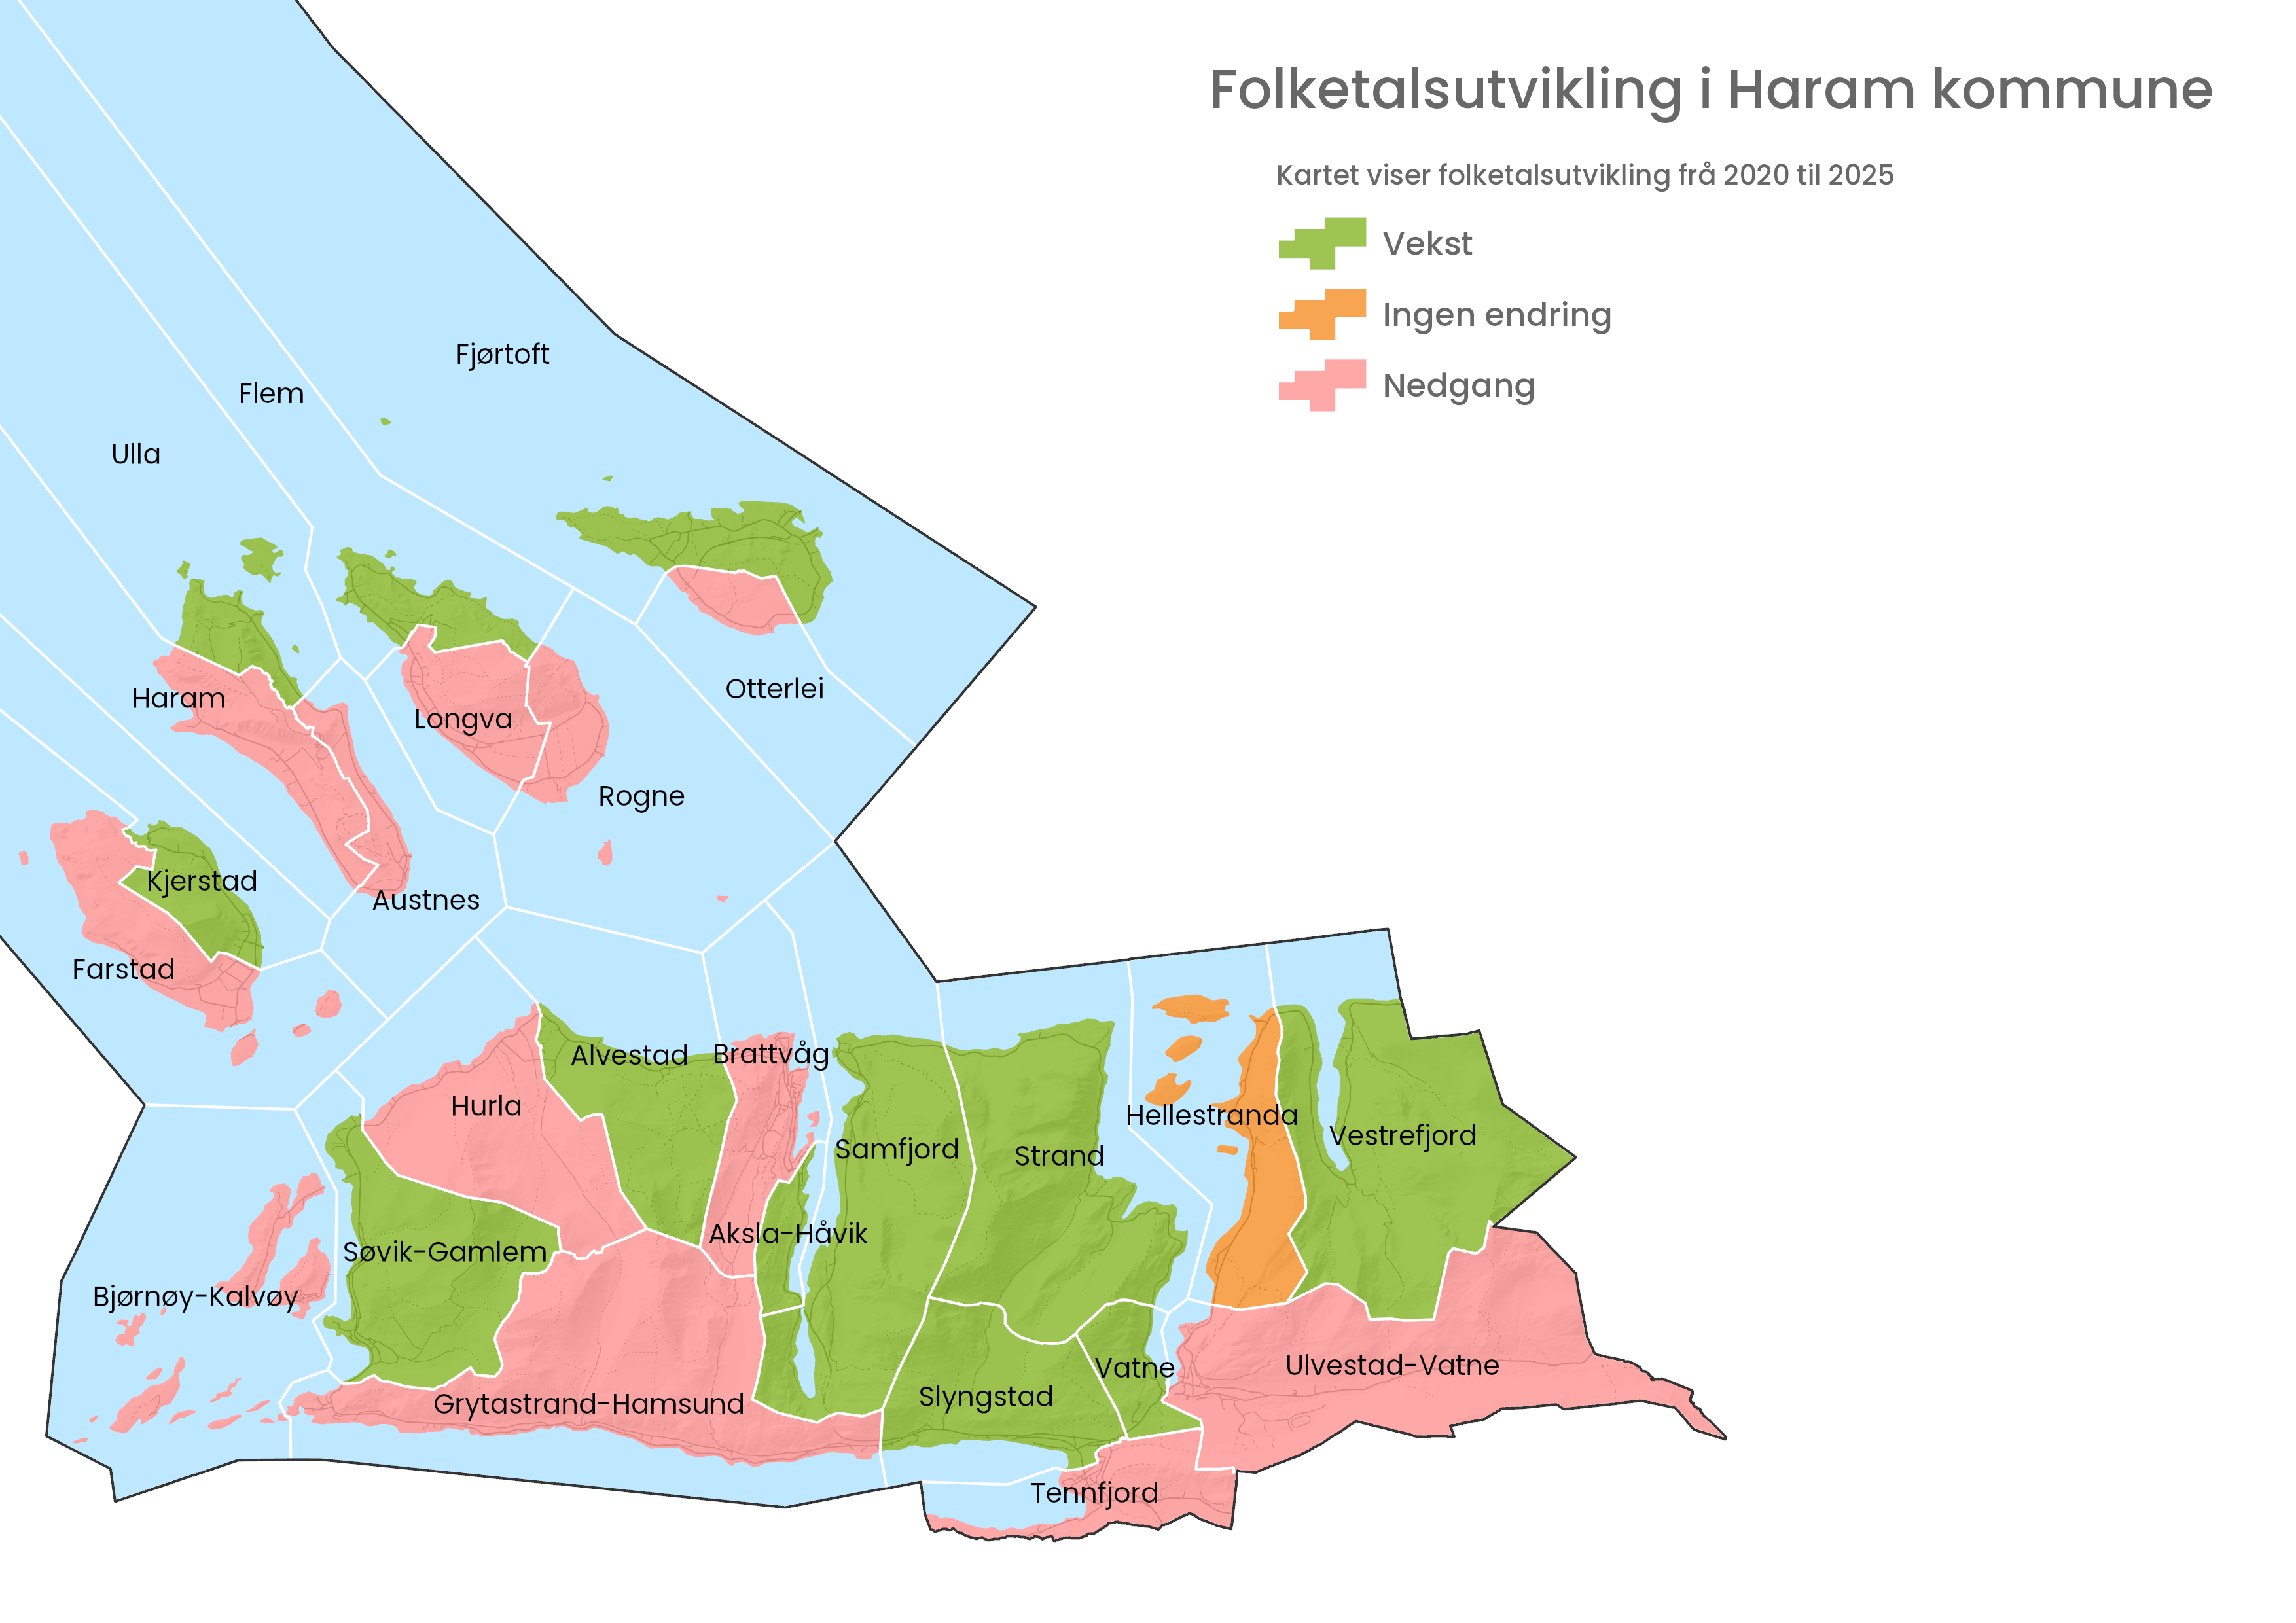 Folketalsutvikling i Haram kommune
Kartet viser folketalsutvikling frå 2020 til 2025
Vekst
Ingen endring
Nedgang
Fjørtoft
Flem
Ulla
Otterlei
Haram
Longva
Rogne
Kjerstad
Austnes
Farstad
Alvestad
Brattvåg
Hurla
Hellestranda
Vestrefjord
Samfjord
Strand
Aksla-Håvik
Søvik-Gamlem
Bjørnøy-Kalvøy
Ulvestad-Vatne
Vatne
Slyngstad
Grytastrand-Hamsund
Tennfjord